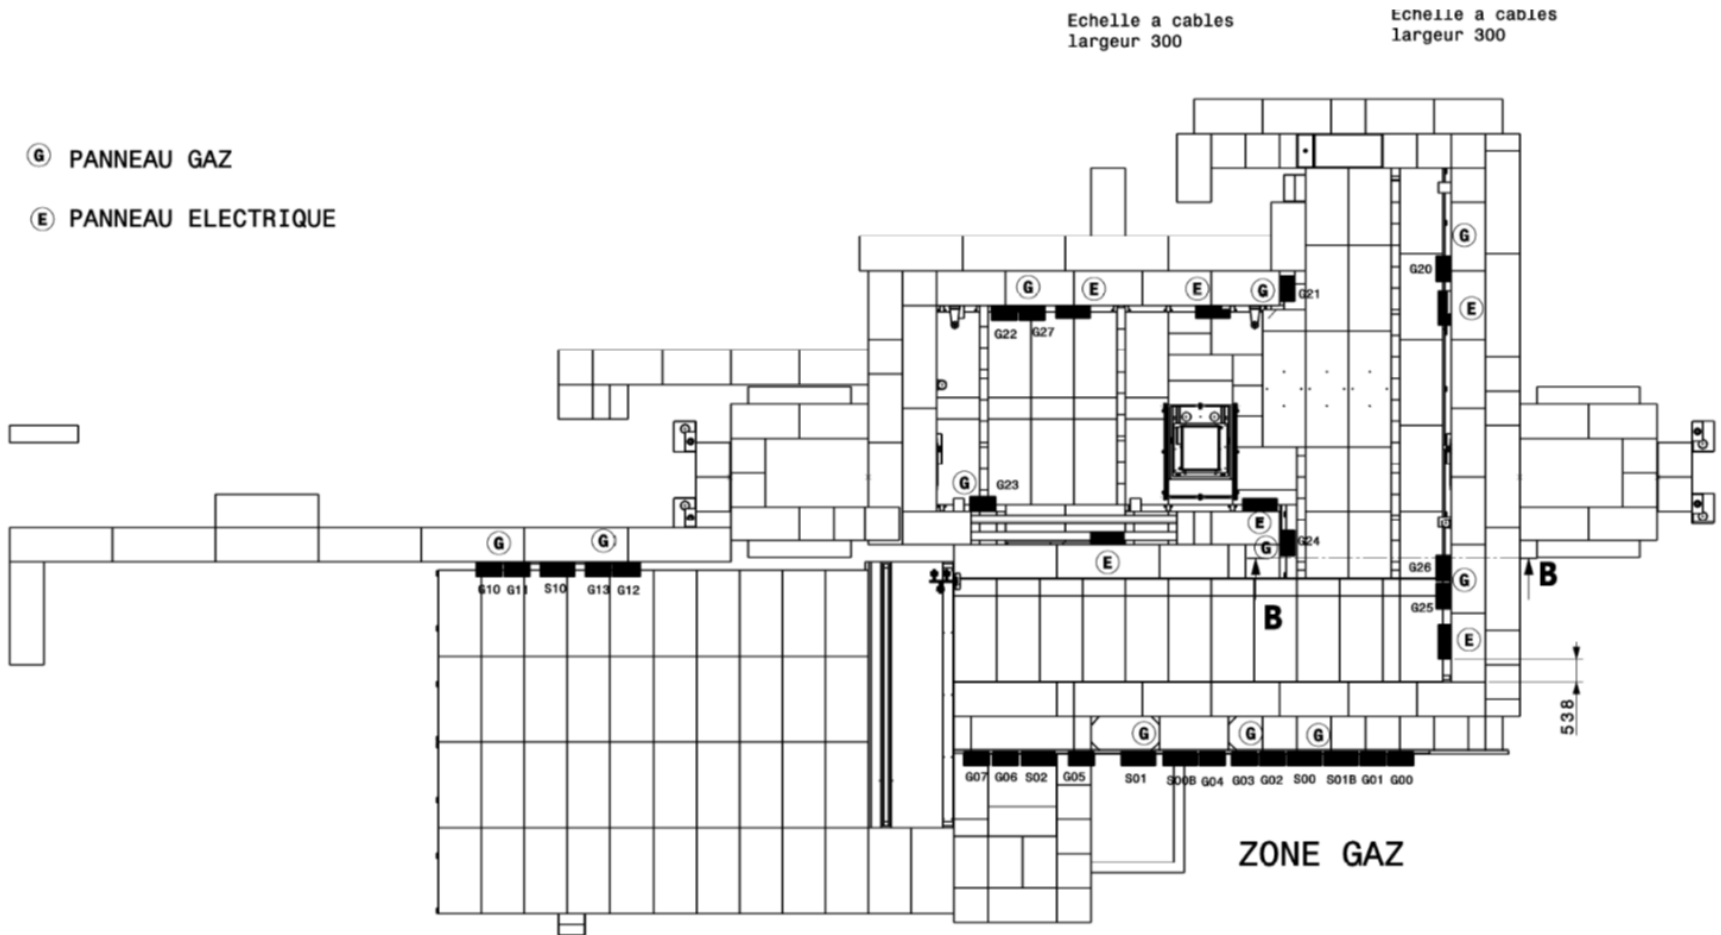 Echelle a cables
largeur 300
Echelle a cables
largeur 300
G PANNEAU GAZ
E PANNEAU ELECTRIQUE
G
G20
G E E G
G21
E
G22 G27
G G23
E
G G G24
E
G26
G
B B
G10 G11 S10 G13 G12
G25
E
538
G G G
G07 G06 S02 G05 S01 S00B G04 G03 G02 S00 S01B G01 G00
ZONE GAZ